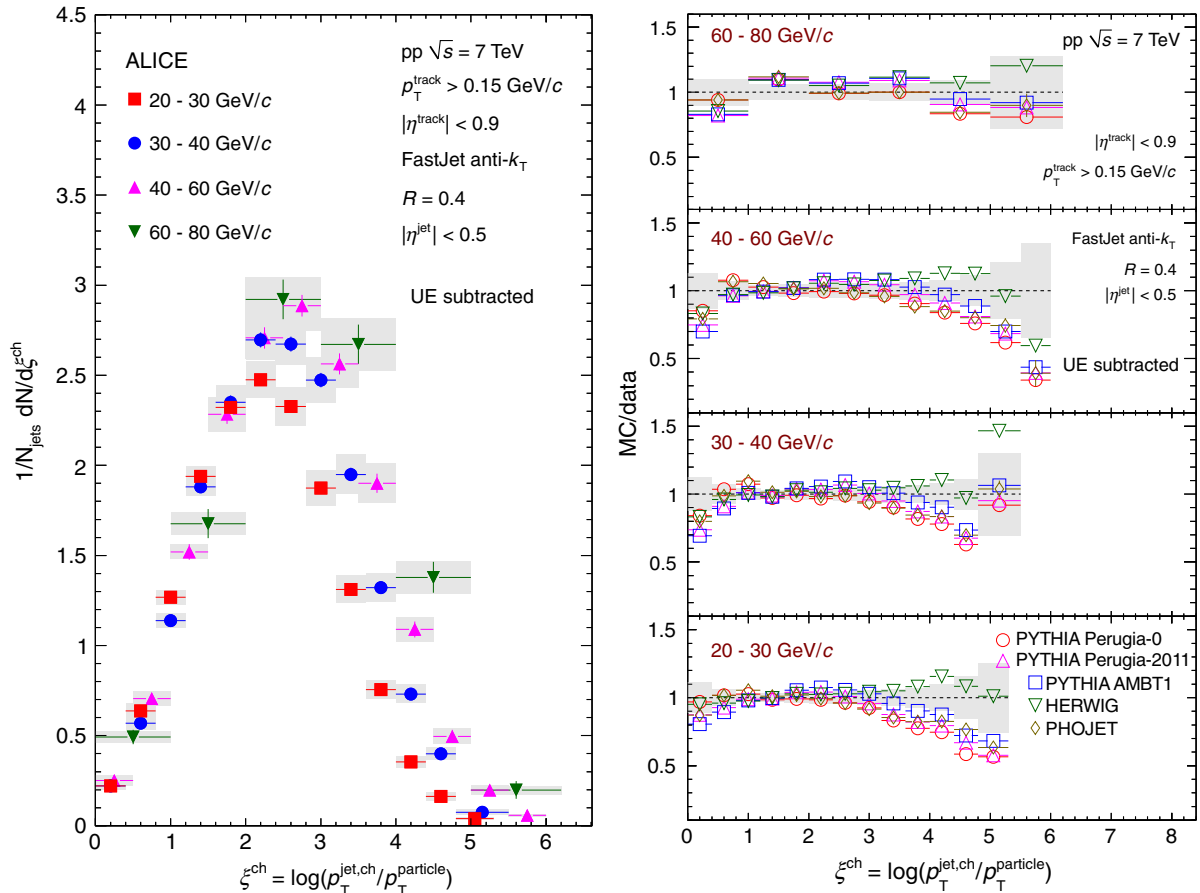 ALICE
20 - 30 GeV/c
30 - 40 GeV/c
40 - 60 GeV/c
60 - 80 GeV/c
pp √s = 7 TeV
p_T^track > 0.15 GeV/c
|η^track| < 0.9
FastJet anti-k_T
R = 0.4
|η^jet| < 0.5
UE subtracted
1/N_jets dN/dξ^ch
4.5
4
3.5
3
2.5
2
1.5
1
0.5
0
0 1 2 3 4 5 6
ξ^ch = log(p_T^jet,ch/p_T^particle)
MC/data
60 - 80 GeV/c
pp √s = 7 TeV
|η^track| < 0.9
p_T^track > 0.15 GeV/c
1.5
1
0.5
40 - 60 GeV/c
FastJet anti-k_T
R = 0.4
|η^jet| < 0.5
UE subtracted
1.5
1
0.5
30 - 40 GeV/c
1.5
1
0.5
20 - 30 GeV/c
PYTHIA Perugia-0
PYTHIA Perugia-2011
PYTHIA AMBT1
HERWIG
PHOJET
1.5
1
0.5
0 1 2 3 4 5 6 7 8
ξ^ch = log(p_T^jet,ch/p_T^particle)